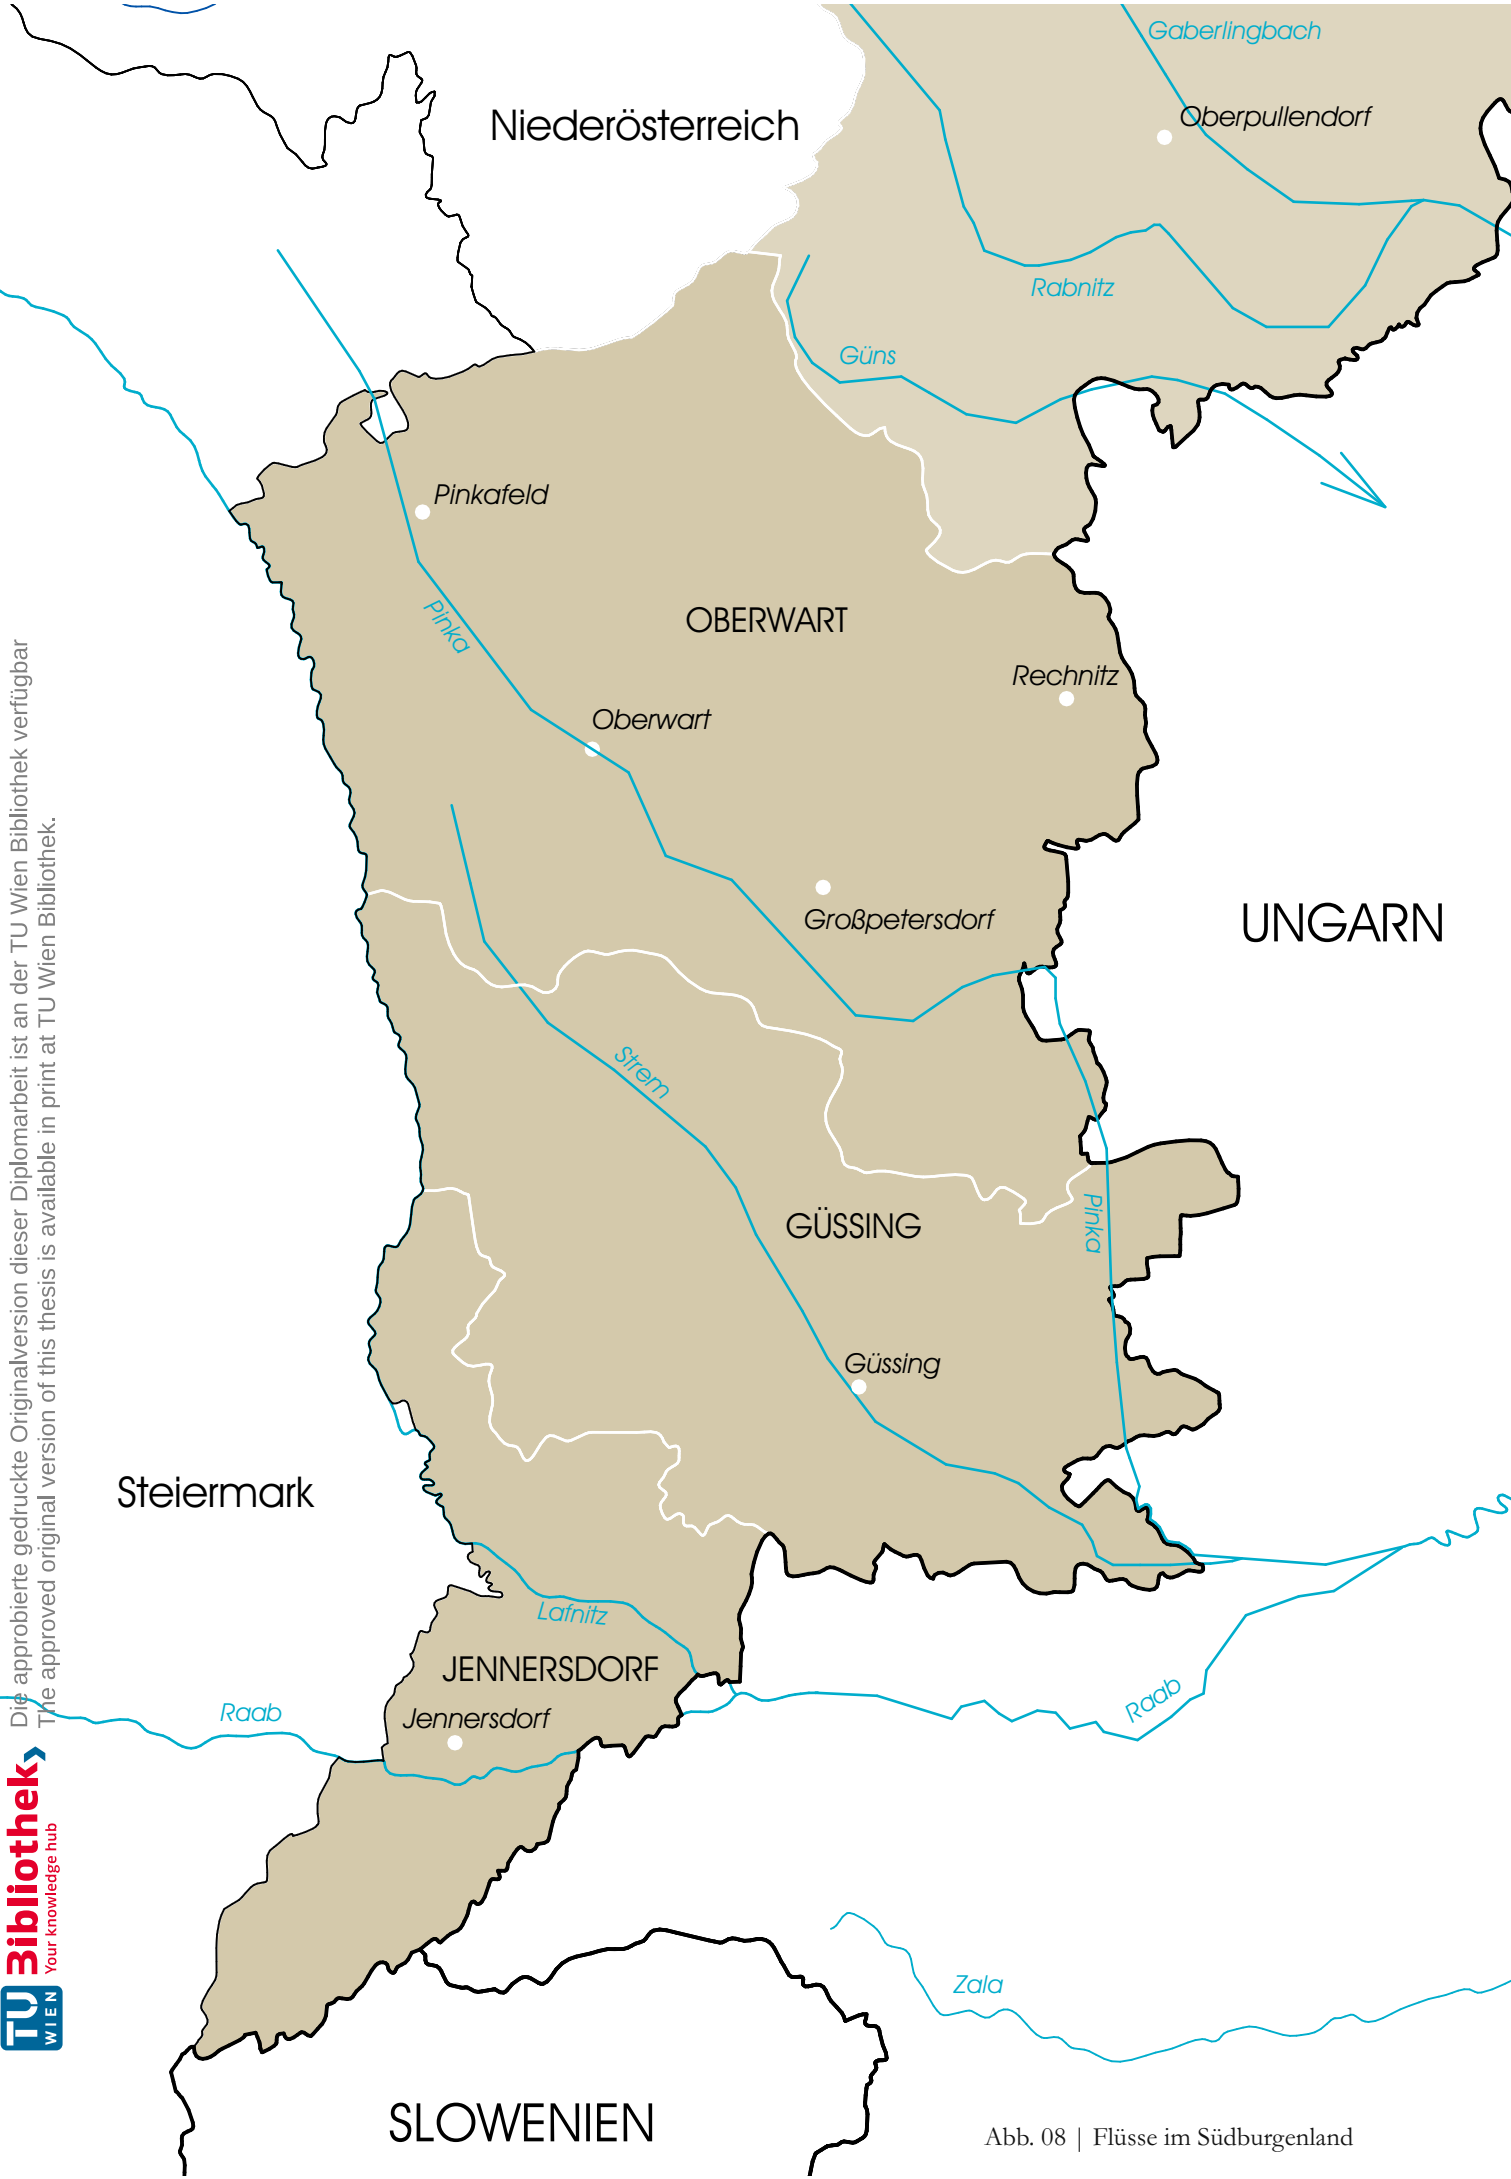 Gaberlingbach
Niederösterreich
Oberpullendorf
Rabnitz
Güns
Pinkafeld
Pinka
OBERWART
Rechnitz
Oberwart
Großpetersdorf
UNGARN
Strem
GÜSSING
Pinka
Güssing
Steiermark
Lafnitz
JENNERSDORF
Raab
Jennersdorf
Raab
Zala
SLOWENIEN
Abb. 08 | Flüsse im Südburgenland
Die approbierte gedruckte Originalversion dieser Diplomarbeit ist an der TU Wien Bibliothek verfügbar
The approved original version of this thesis is available in print at TU Wien Bibliothek.
TU Bibliothek
WIEN Your knowledge hub